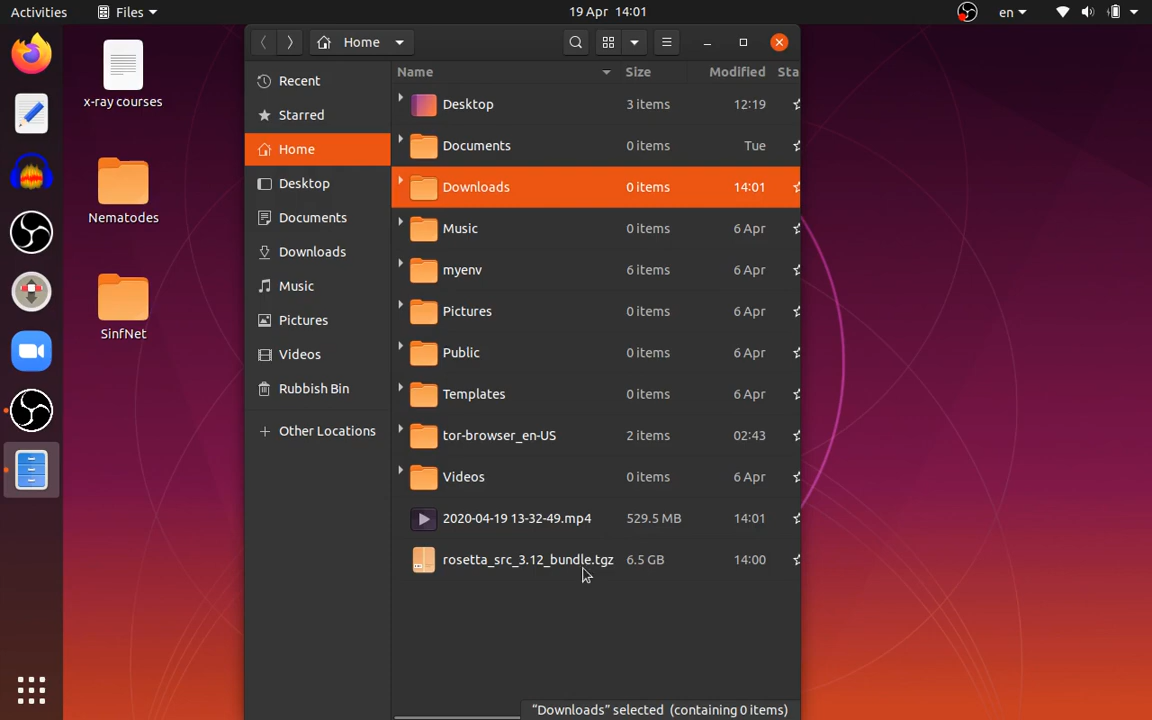 Activities
Files
19 Apr 14:01
en
x-ray courses
Nematodes
SinfNet
Home
Recent
Starred
Home
Desktop
Documents
Downloads
Music
Pictures
Videos
Rubbish Bin
Other Locations
Name Size Modified Sta
Desktop 3 items 12:19
Documents 0 items Tue
Downloads 0 items 14:01
Music 0 items 6 Apr
myenv 6 items 6 Apr
Pictures 0 items 6 Apr
Public 0 items 6 Apr
Templates 0 items 6 Apr
tor-browser_en-US 2 items 02:43
Videos 0 items 6 Apr
2020-04-19 13-32-49.mp4 529.5 MB 14:01
rosetta_src_3.12_bundle.tgz 6.5 GB 14:00
“Downloads” selected (containing 0 items)